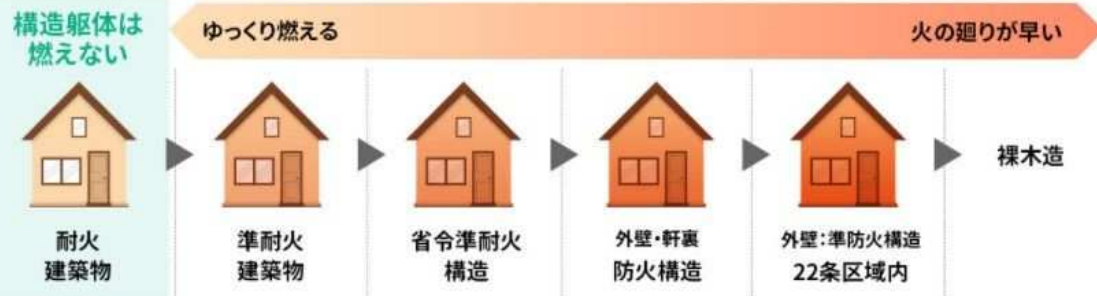 構造躯体は
燃えない
ゆっくり燃える
火の廻りが早い
耐火
建築物
準耐火
建築物
省令準耐火
構造
外壁・軒裏
防火構造
外壁：準防火構造
22条区域内
裸木造